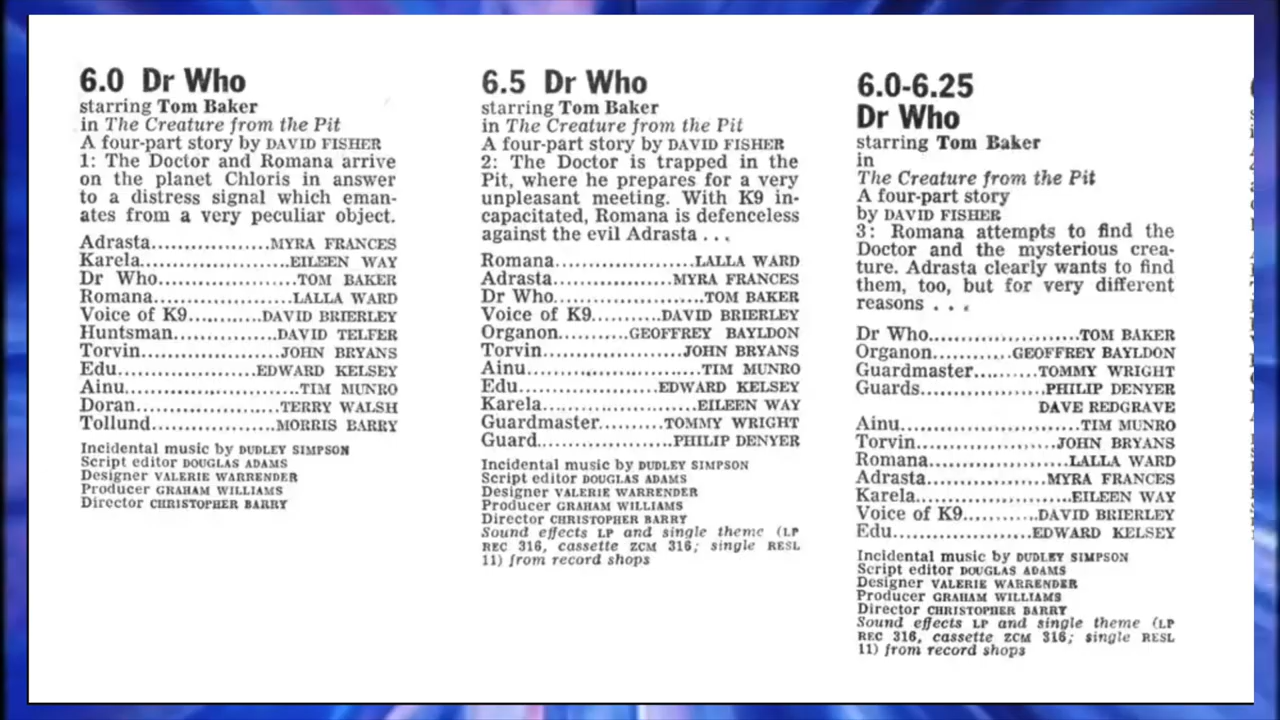 6.0 Dr Who
starring Tom Baker
in The Creature from the Pit
A four-part story by DAVID FISHER
1: The Doctor and Romana arrive
on the planet Chloris in answer
to a distress signal which eman-
ates from a very peculiar object.
Adrasta..................MYRA FRANCES
Karela......................EILEEN WAY
Dr Who.....................TOM BAKER
Romana....................LALLA WARD
Voice of K9...........DAVID BRIERLEY
Huntsman...............DAVID TELFER
Torvin.....................JOHN BRYANS
Edu....................EDWARD KELSEY
Ainu.........................TIM MUNRO
Doran....................TERRY WALSH
Tollund..................MORRIS BARRY
Incidental music by DUDLEY SIMPSON
Script editor DOUGLAS ADAMS
Designer VALERIE WARRENDER
Producer GRAHAM WILLIAMS
Director CHRISTOPHER BARRY
6.5 Dr Who
starring Tom Baker
in The Creature from the Pit
A four-part story by DAVID FISHER
2: The Doctor is trapped in the
Pit, where he prepares for a very
unpleasant meeting. With K9 in-
capacitated, Romana is defenceless
against the evil Adrasta . . .
Romana.....................LALLA WARD
Adrasta..................MYRA FRANCES
Dr Who......................TOM BAKER
Voice of K9...........DAVID BRIERLEY
Organon............GEOFFREY BAYLDON
Torvin.....................JOHN BRYANS
Ainu..........................TIM MUNRO
Edu.....................EDWARD KELSEY
Karela.......................EILEEN WAY
Guardmaster..........TOMMY WRIGHT
Guard....................PHILIP DENYER
Incidental music by DUDLEY SIMPSON
Script editor DOUGLAS ADAMS
Designer VALERIE WARRENDER
Producer GRAHAM WILLIAMS
Director CHRISTOPHER BARRY
Sound effects LP and single theme (LP
REC 316, cassette ZCM 316; single RESL
11) from record shops
6.0-6.25
Dr Who
starring Tom Baker
in
The Creature from the Pit
A four-part story
by DAVID FISHER
3: Romana attempts to find the
Doctor and the mysterious crea-
ture. Adrasta clearly wants to find
them, too, but for very different
reasons . . .
Dr Who......................TOM BAKER
Organon............GEOFFREY BAYLDON
Guardmaster..........TOMMY WRIGHT
Guards...................PHILIP DENYER
DAVE REDGRAVE
Ainu..........................TIM MUNRO
Torvin.....................JOHN BRYANS
Romana....................LALLA WARD
Adrasta..................MYRA FRANCES
Karela......................EILEEN WAY
Voice of K9...........DAVID BRIERLEY
Edu.....................EDWARD KELSEY
Incidental music by DUDLEY SIMPSON
Script editor DOUGLAS ADAMS
Designer VALERIE WARRENDER
Producer GRAHAM WILLIAMS
Director CHRISTOPHER BARRY
Sound effects LP and single theme (LP
REC 316, cassette ZCM 316; single RESL
11) from record shops